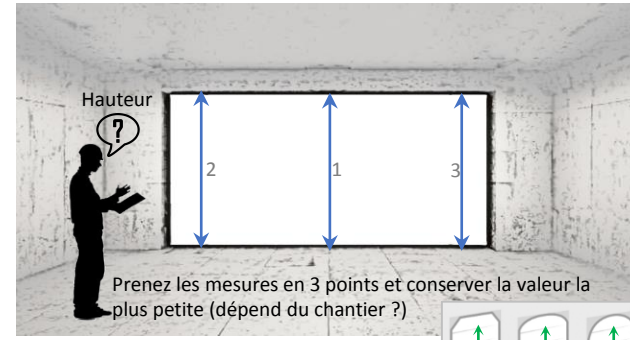 Hauteur
?
2
1
3
Prenez les mesures en 3 points et conserver la valeur la
plus petite (dépend du chantier ?)